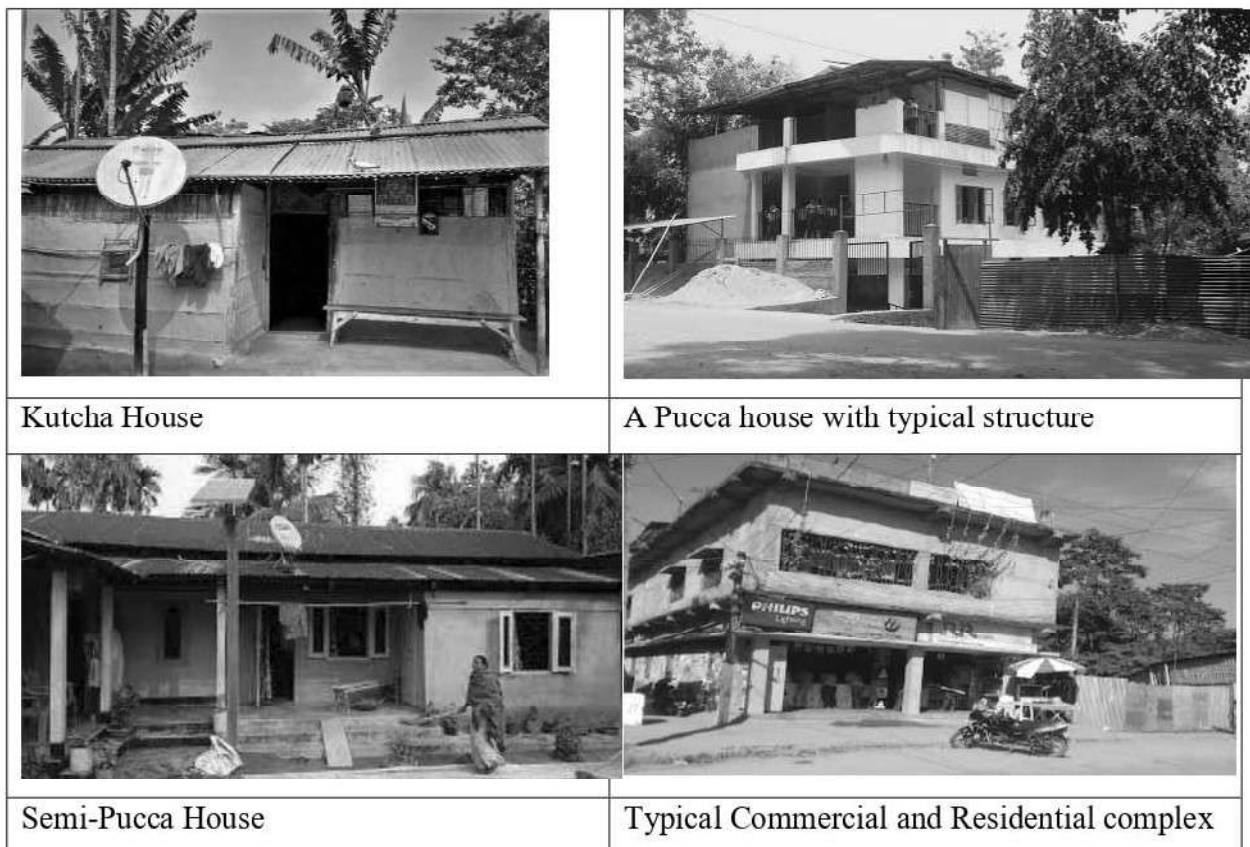 Kutcha House
A Pucca house with typical structure
PHILIPS
Lighting
Semi-Pucca House
Typical Commercial and Residential complex